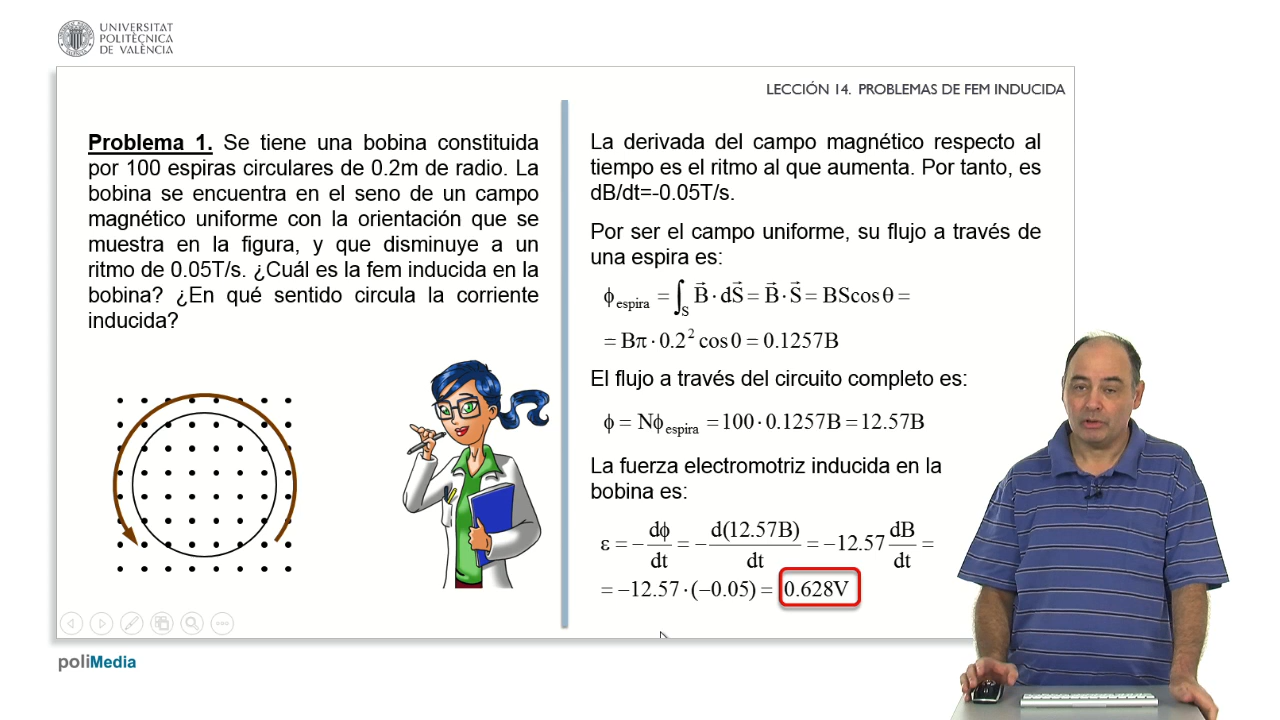 UNIVERSITAT
POLITÈCNICA
DE VALÈNCIA
LECCIÓN 14. PROBLEMAS DE FEM INDUCIDA
Problema 1. Se tiene una bobina constituida
por 100 espiras circulares de 0.2m de radio. La
bobina se encuentra en el seno de un campo
magnético uniforme con la orientación que se
muestra en la figura, y que disminuye a un
ritmo de 0.05T/s. ¿Cuál es la fem inducida en la
bobina? ¿En qué sentido circula la corriente
inducida?
La derivada del campo magnético respecto al
tiempo es el ritmo al que aumenta. Por tanto, es
dB/dt=-0.05T/s.
Por ser el campo uniforme, su flujo a través de
una espira es:
ϕ_espira = ∫_S B⃗ · dS⃗ = B⃗ · S⃗ = BScosθ =
= Bπ · 0.2² cos0 = 0.1257B
El flujo a través del circuito completo es:
ϕ = Nϕ_espira = 100 · 0.1257B = 12.57B
La fuerza electromotriz inducida en la
bobina es:
ε = − dϕ/dt = − d(12.57B)/dt = −12.57 dB/dt =
= −12.57 · (−0.05) = 0.628V
poliMedia